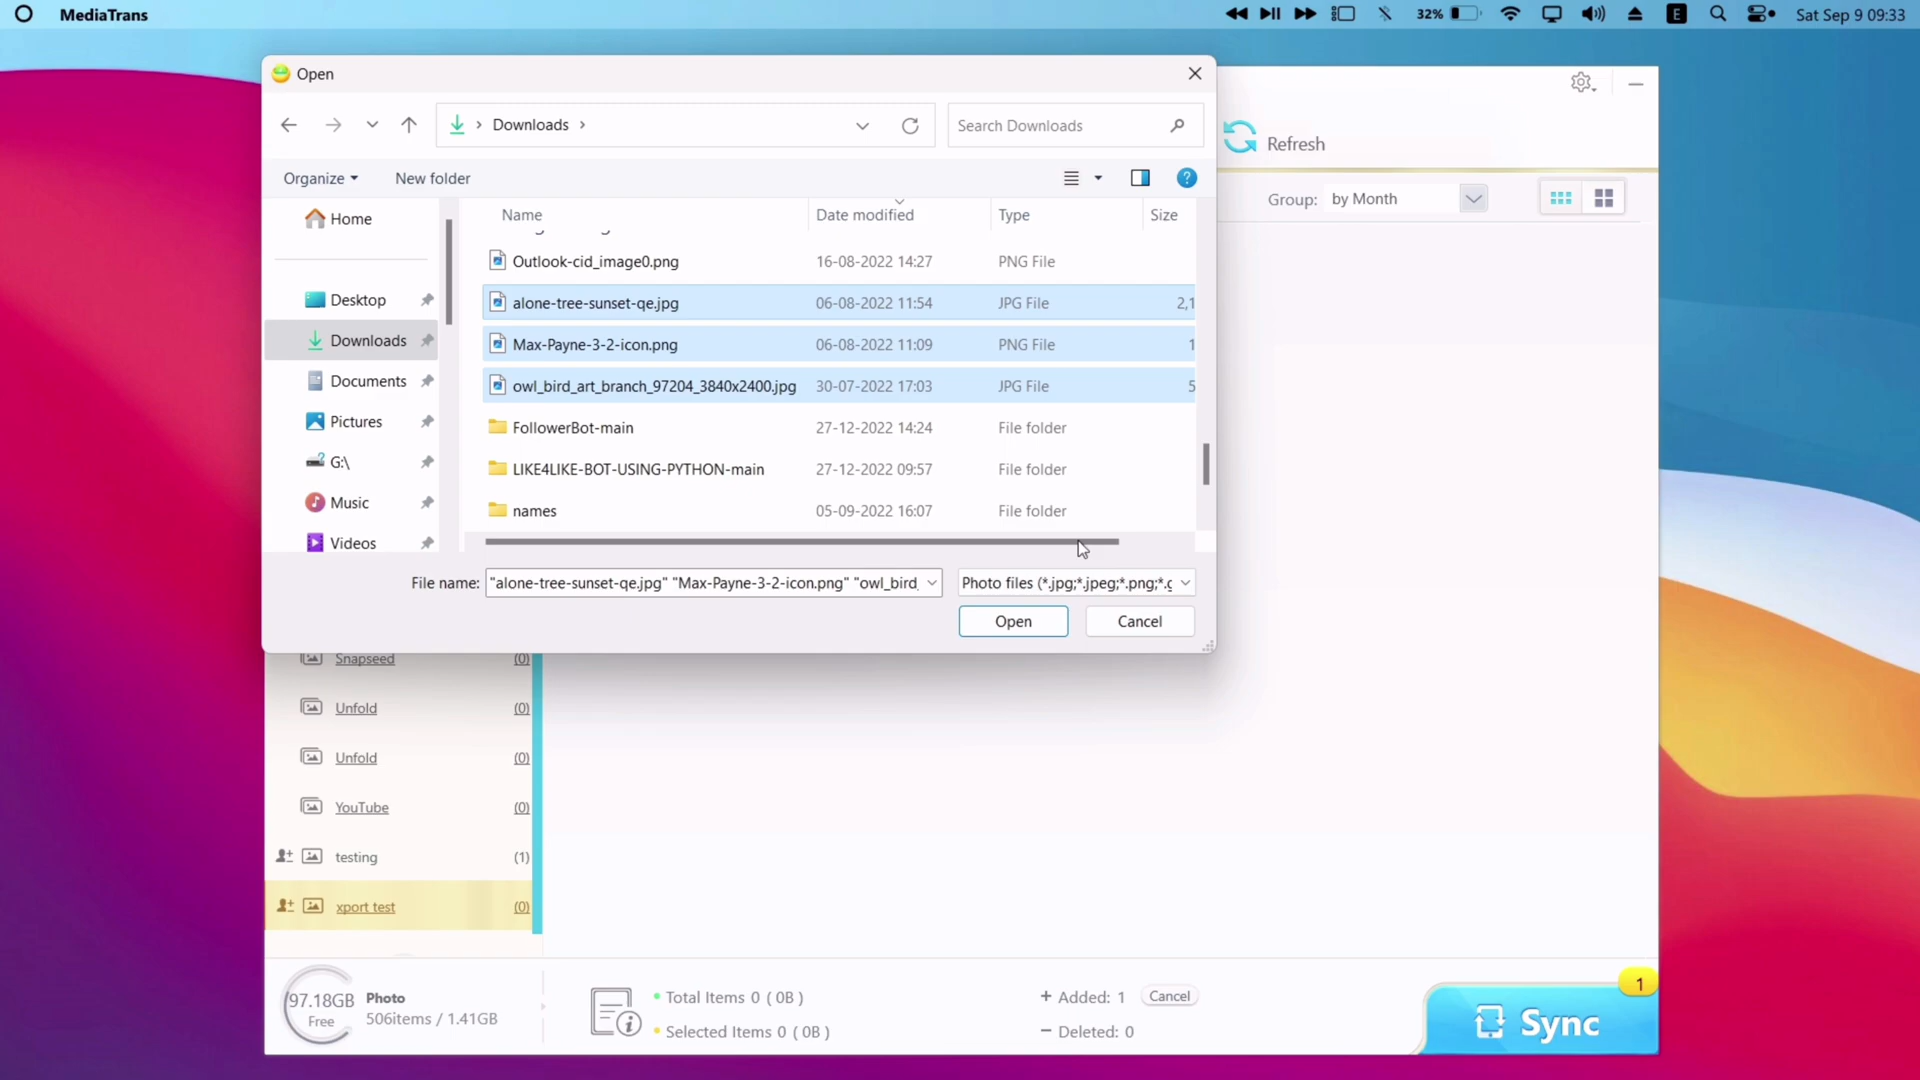 MediaTrans
32%
E
Sat Sep 9 09:33
Open
Downloads
Search Downloads
Refresh
Organize
New folder
Group: by Month
Name
Date modified
Type
Size
Home
Outlook-cid_image0.png 16-08-2022 14:27 PNG File
alone-tree-sunset-qe.jpg 06-08-2022 11:54 JPG File 2,1
Max-Payne-3-2-icon.png 06-08-2022 11:09 PNG File 1
owl_bird_art_branch_97204_3840x2400.jpg 30-07-2022 17:03 JPG File 5
FollowerBot-main 27-12-2022 14:24 File folder
LIKE4LIKE-BOT-USING-PYTHON-main 27-12-2022 09:57 File folder
names 05-09-2022 16:07 File folder
Desktop
Downloads
Documents
Pictures
G:\
Music
Videos
File name: "alone-tree-sunset-qe.jpg" "Max-Payne-3-2-icon.png" "owl_bird_
Photo files (*.jpg;*.jpeg;*.png;*.g
Open
Cancel
Snapseed (0)
Unfold (0)
Unfold (0)
YouTube (0)
testing (1)
xport test (0)
97.18GB
Free
Photo
506items / 1.41GB
Total Items 0 ( 0B )
Selected Items 0 ( 0B )
+ Added: 1 Cancel
− Deleted: 0
1
Sync